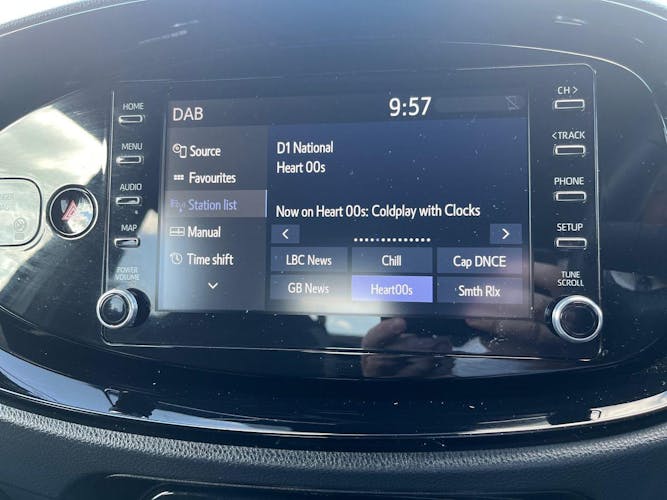 DAB
9:57
HOME
MENU
AUDIO
MAP
POWER
VOLUME
Source
Favourites
Station list
Manual
Time shift
D1 National
Heart 00s
Now on Heart 00s: Coldplay with Clocks
LBC News
Chill
Cap DNCE
GB News
Heart00s
Smth Rlx
CH >
< TRACK
PHONE
SETUP
TUNE
SCROLL